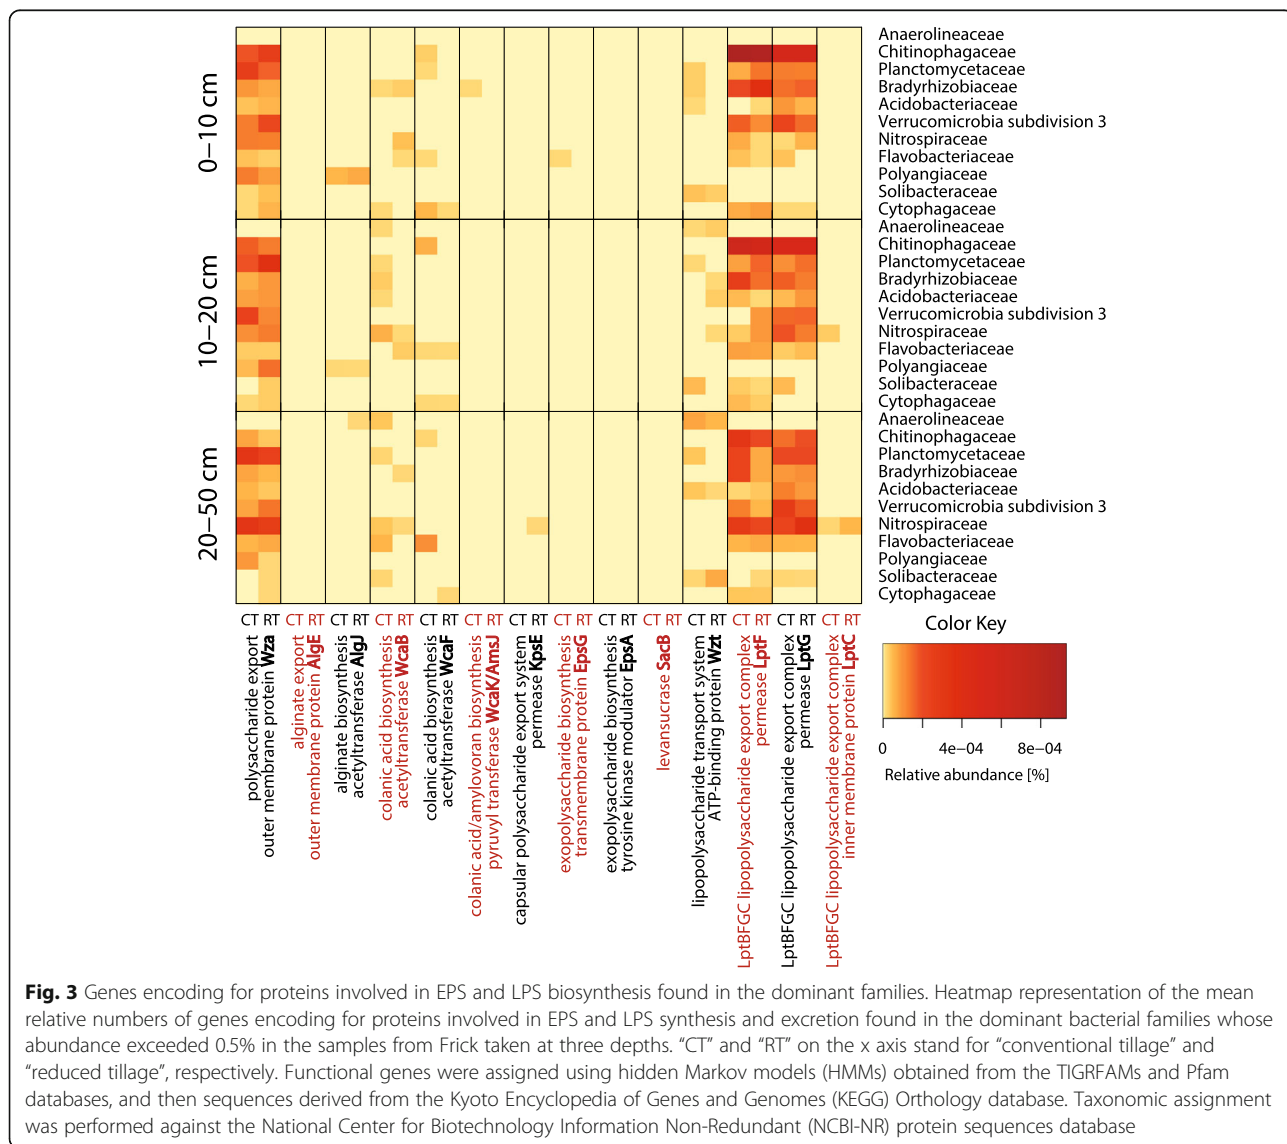 0−10 cm
Anaerolineaceae
Chitinophagaceae
Planctomycetaceae
Bradyrhizobiaceae
Acidobacteriaceae
Verrucomicrobia subdivision 3
Nitrospiraceae
Flavobacteriaceae
Polyangiaceae
Solibacteraceae
Cytophagaceae
10−20 cm
Anaerolineaceae
Chitinophagaceae
Planctomycetaceae
Bradyrhizobiaceae
Acidobacteriaceae
Verrucomicrobia subdivision 3
Nitrospiraceae
Flavobacteriaceae
Polyangiaceae
Solibacteraceae
Cytophagaceae
20−50 cm
Anaerolineaceae
Chitinophagaceae
Planctomycetaceae
Bradyrhizobiaceae
Acidobacteriaceae
Verrucomicrobia subdivision 3
Nitrospiraceae
Flavobacteriaceae
Polyangiaceae
Solibacteraceae
Cytophagaceae
CT RT CT RT CT RT CT RT CT RT CT RT CT RT CT RT CT RT CT RT CT RT CT RT CT RT CT RT
polysaccharide export
outer membrane protein Wza
alginate export
outer membrane protein AlgE
alginate biosynthesis
acetyltransferase AlgJ
colanic acid biosynthesis
acetyltransferase WcaB
colanic acid biosynthesis
acetyltransferase WcaF
colanic acid/amylovoran biosynthesis
pyruvyl transferase WcaK/AmsJ
capsular polysaccharide export system
permease KpsE
exopolysaccharide biosynthesis
transmembrane protein EpsG
exopolysaccharide biosynthesis
tyrosine kinase modulator EpsA
levansucrase SacB
lipopolysaccharide transport system
ATP-binding protein Wzt
LptBFGC lipopolysaccharide export complex
permease LptF
LptBFGC lipopolysaccharide export complex
permease LptG
LptBFGC lipopolysaccharide export complex
inner membrane protein LptC
Color Key
0 4e−04 8e−04
Relative abundance [%]
Fig. 3 Genes encoding for proteins involved in EPS and LPS biosynthesis found in the dominant families. Heatmap representation of the mean
relative numbers of genes encoding for proteins involved in EPS and LPS synthesis and excretion found in the dominant bacterial families whose
abundance exceeded 0.5% in the samples from Frick taken at three depths. “CT” and “RT” on the x axis stand for “conventional tillage” and
“reduced tillage”, respectively. Functional genes were assigned using hidden Markov models (HMMs) obtained from the TIGRFAMs and Pfam
databases, and then sequences derived from the Kyoto Encyclopedia of Genes and Genomes (KEGG) Orthology database. Taxonomic assignment
was performed against the National Center for Biotechnology Information Non-Redundant (NCBI-NR) protein sequences database